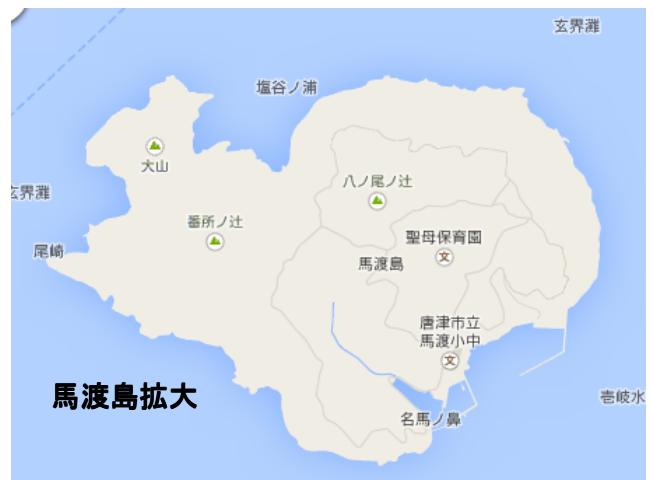 玄界灘
塩谷ノ浦
大山
八ノ尾ノ辻
玄界灘
番所ノ辻
聖母保育園
尾崎
馬渡島
文
唐津市立
馬渡小中
文
馬渡島拡大
壱岐水
名馬ノ鼻